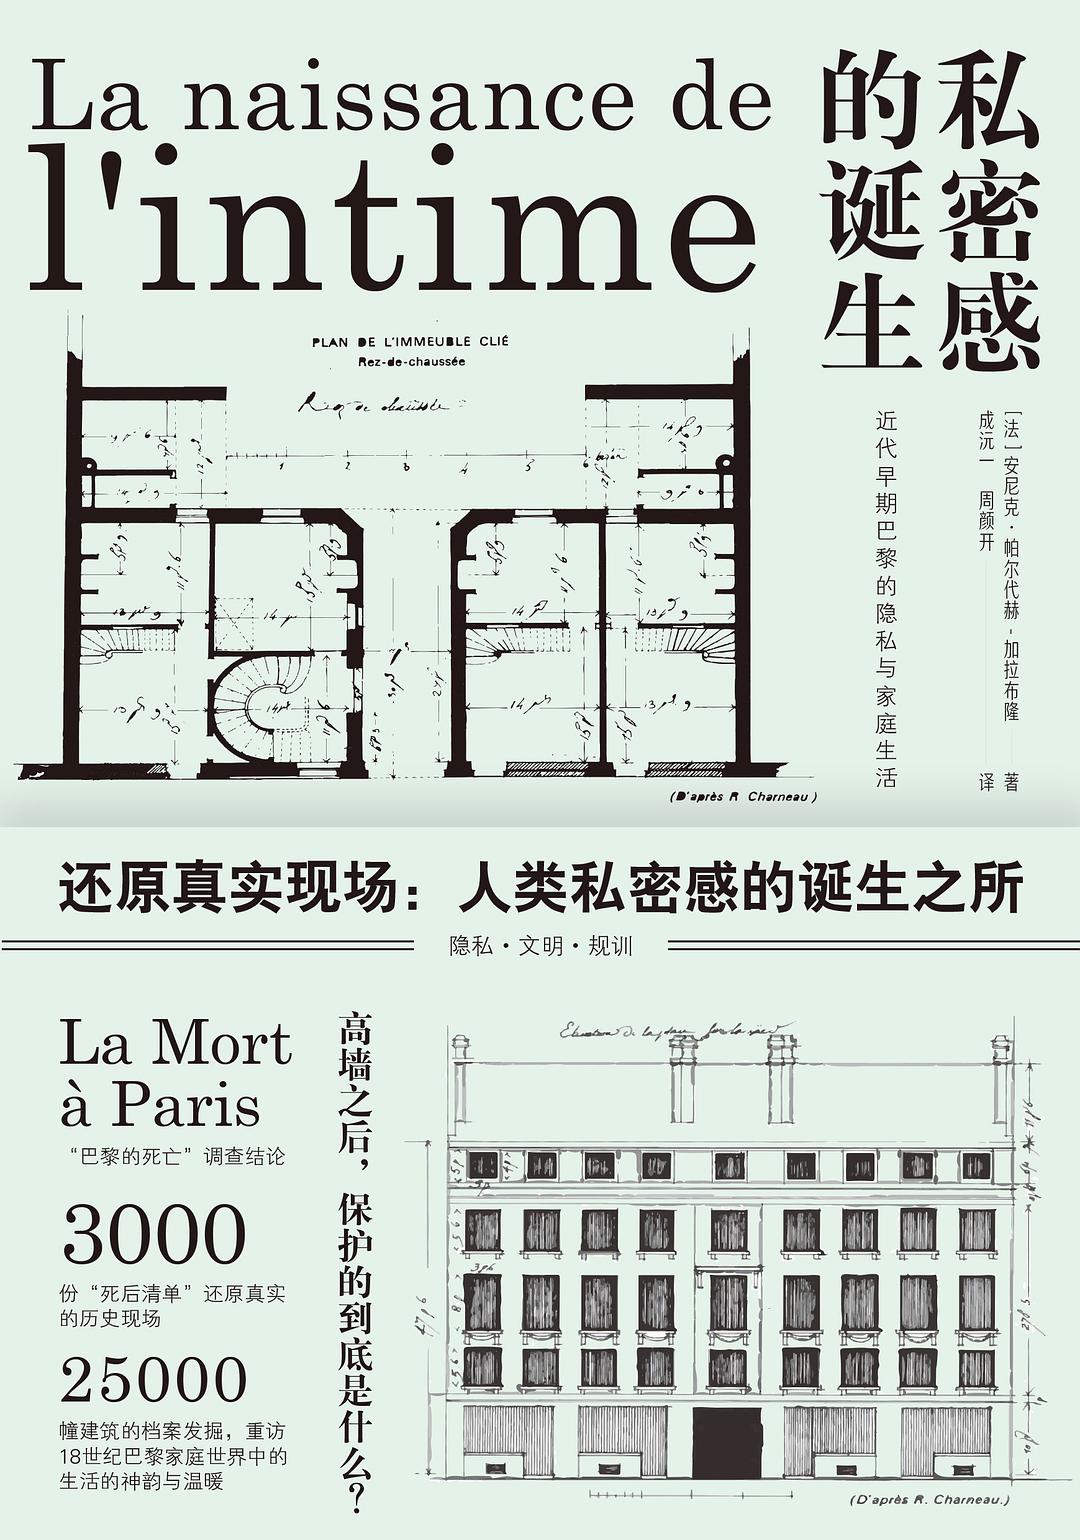 La naissance de
l'intime
私密感
的诞生
[法]安尼克·帕尔代赫-加拉布隆 著
成沅一 周颜开 译
近代早期巴黎的隐私与家庭生活
PLAN DE L'IMMEUBLE CLIÉ
Rez-de-chaussée
Rez de chaussée
(D'après R Charneau)
还原真实现场：人类私密感的诞生之所
隐私·文明·规训
La Mort
à Paris
“巴黎的死亡”调查结论
3000
份“死后清单”还原真实
的历史现场
25000
幢建筑的档案发掘，重访
18世纪巴黎家庭世界中的
生活的神韵与温暖
高墙之后，保护的到底是什么？
(D'après R. Charneau.)